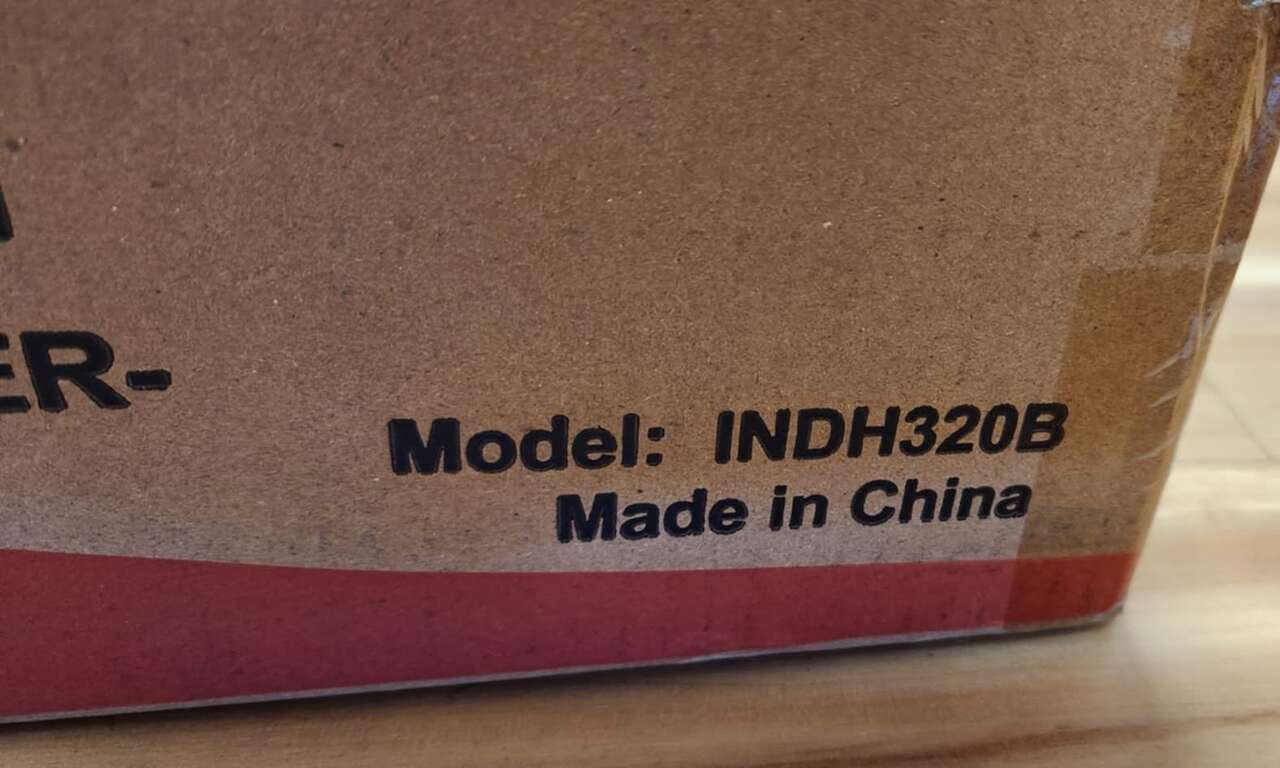 ER-
Model: INDH320B
Made in China